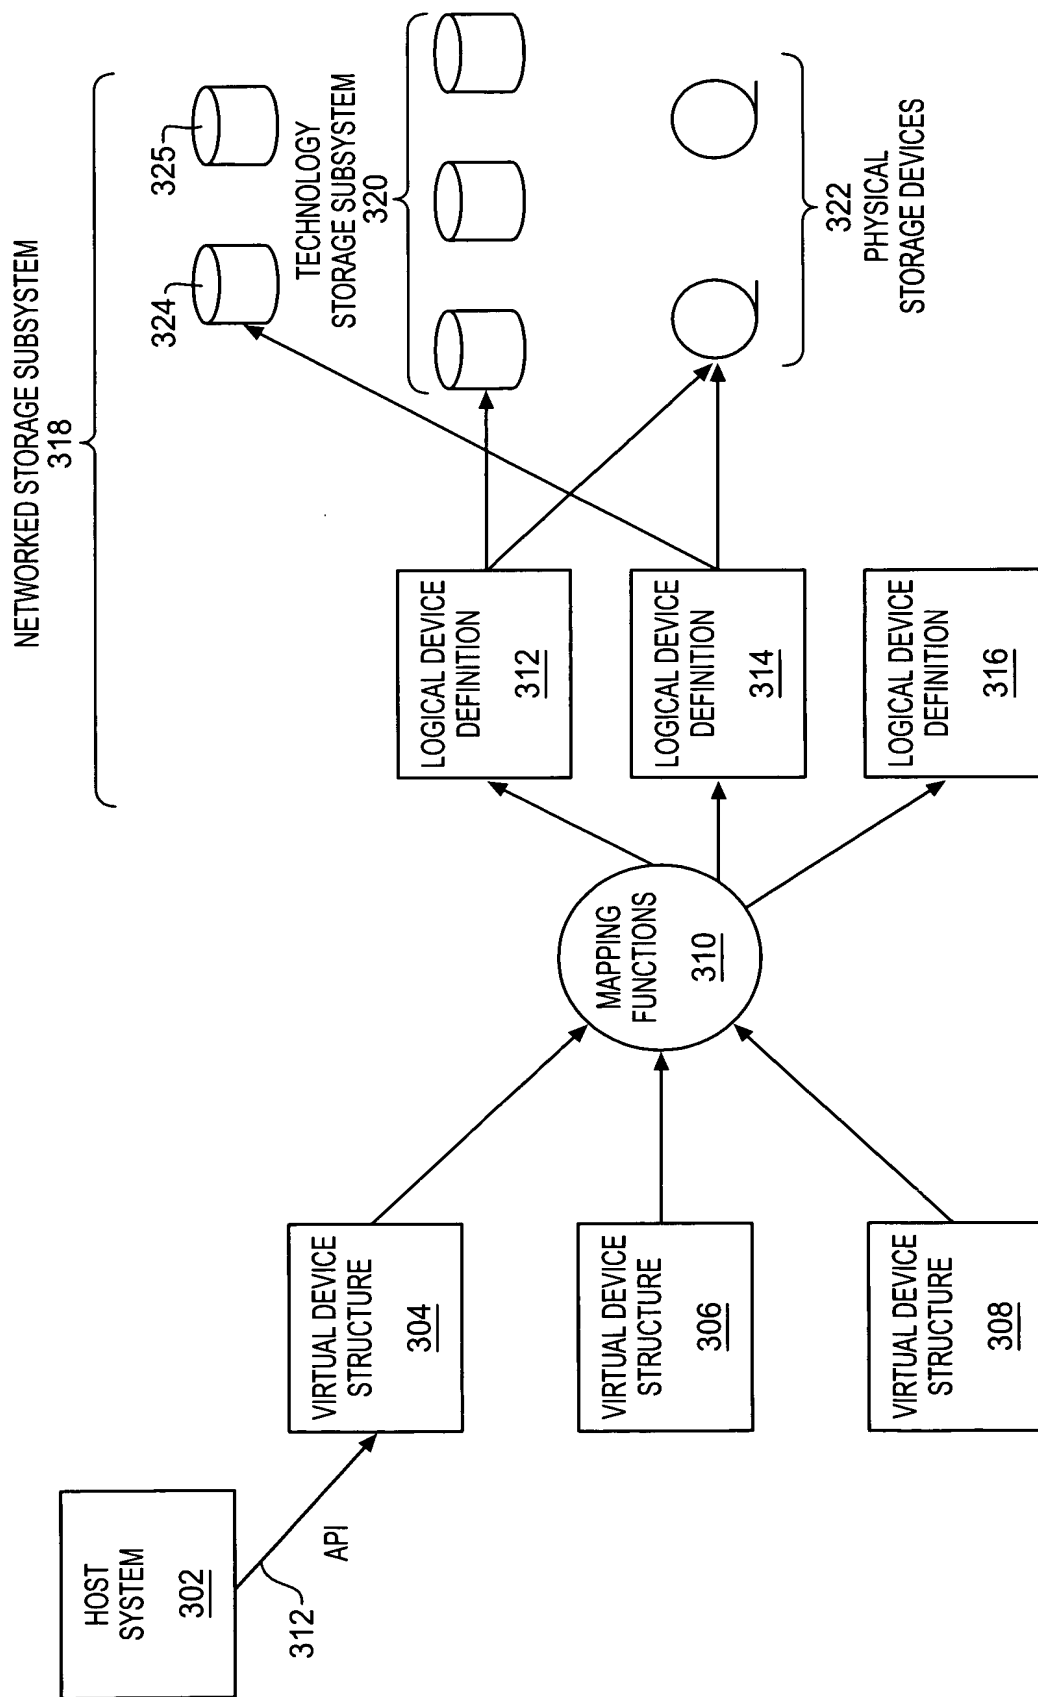 NETWORKED STORAGE SUBSYSTEM
318
324
325
TECHNOLOGY
STORAGE SUBSYSTEM
320
322
PHYSICAL
STORAGE DEVICES
LOGICAL DEVICE
DEFINITION
312
LOGICAL DEVICE
DEFINITION
314
LOGICAL DEVICE
DEFINITION
316
MAPPING
FUNCTIONS
310
VIRTUAL DEVICE
STRUCTURE
304
VIRTUAL DEVICE
STRUCTURE
306
VIRTUAL DEVICE
STRUCTURE
308
HOST
SYSTEM
302
312
API